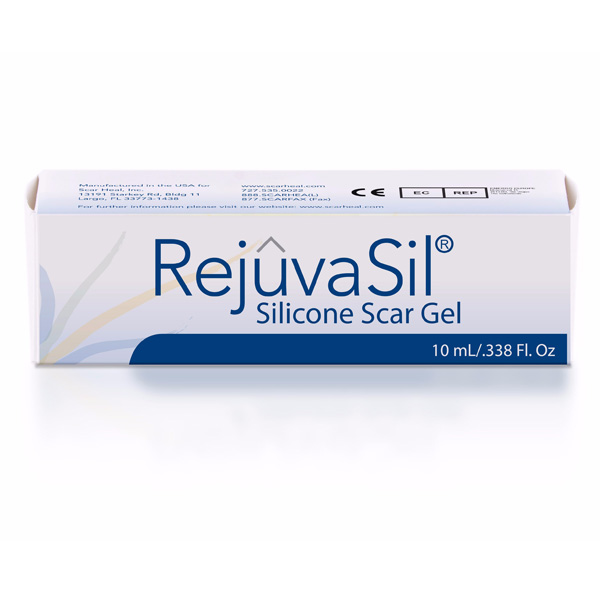 Manufactured in the USA for
Scar Heal, Inc.
13191 Starkey Rd, Bldg 11
Largo, FL 33773-1438
www.scarheal.com
727.535.0022
888.SCARHEA(L)
877.SCARFAX (Fax)
For further information please visit our website: www.scarheal.com
CE
EC REP
RejûvaSil®
Silicone Scar Gel
10 mL/.338 Fl. Oz